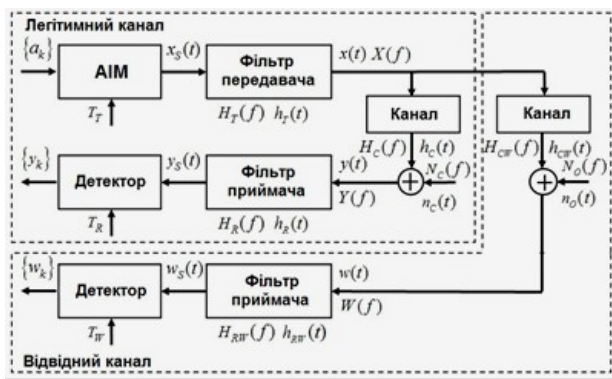 Легітимний канал
{a_k}
АІМ
x_S(t)
Фільтр
передавача
x(t) X(f)
T_T
H_T(f) h_T(t)
Канал
Канал
H_C(f) h_C(t)
H_CW(f) h_CW(t)
{y_k}
Детектор
y_S(t)
Фільтр
приймача
y(t)
Y(f)
N_C(f)
n_C(t)
N_O(f)
n_O(t)
T_R
H_R(f) h_R(t)
{w_k}
Детектор
w_S(t)
Фільтр
приймача
w(t)
W(f)
T_W
H_RW(f) h_RW(t)
Відвідний канал